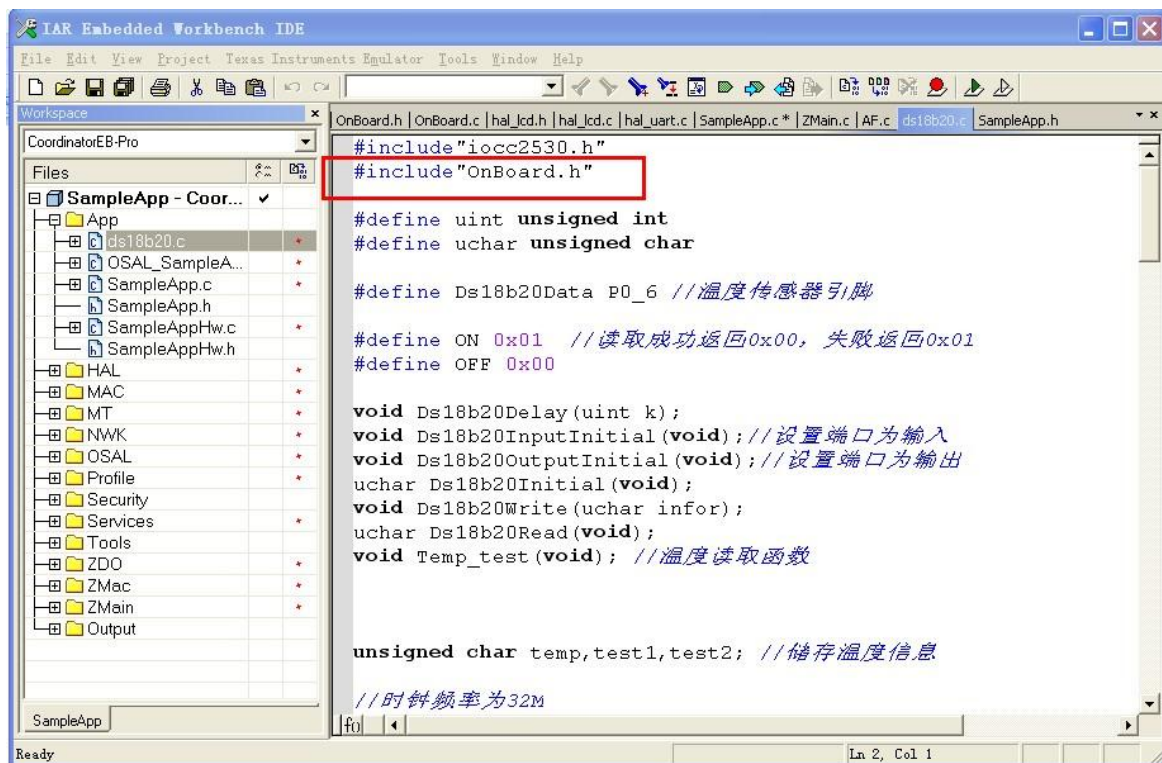 IAR Embedded Workbench IDE
File Edit View Project Texas Instruments Emulator Tools Window Help
Workspace
OnBoard.h | OnBoard.c | hal_lcd.h | hal_lcd.c | hal_uart.c | SampleApp.c * | ZMain.c | AF.c | ds18b20.c | SampleApp.h
CoordinatorEB-Pro
Files
SampleApp - Coor...
App
ds18b20.c
OSAL_SampleA...
SampleApp.c
SampleApp.h
SampleAppHw.c
SampleAppHw.h
HAL
MAC
MT
NWK
OSAL
Profile
Security
Services
Tools
ZDO
ZMac
ZMain
Output
SampleApp
#include"iocc2530.h"
#include"OnBoard.h"
#define uint unsigned int
#define uchar unsigned char
#define Ds18b20Data P0_6 //温度传感器引脚
#define ON 0x01 //读取成功返回0x00，失败返回0x01
#define OFF 0x00
void Ds18b20Delay(uint k);
void Ds18b20InputInitial(void);//设置端口为输入
void Ds18b20OutputInitial(void);//设置端口为输出
uchar Ds18b20Initial(void);
void Ds18b20Write(uchar infor);
uchar Ds18b20Read(void);
void Temp_test(void); //温度读取函数
unsigned char temp,test1,test2; //储存温度信息
//时钟频率为32M
f()
Ready
Ln 2, Col 1